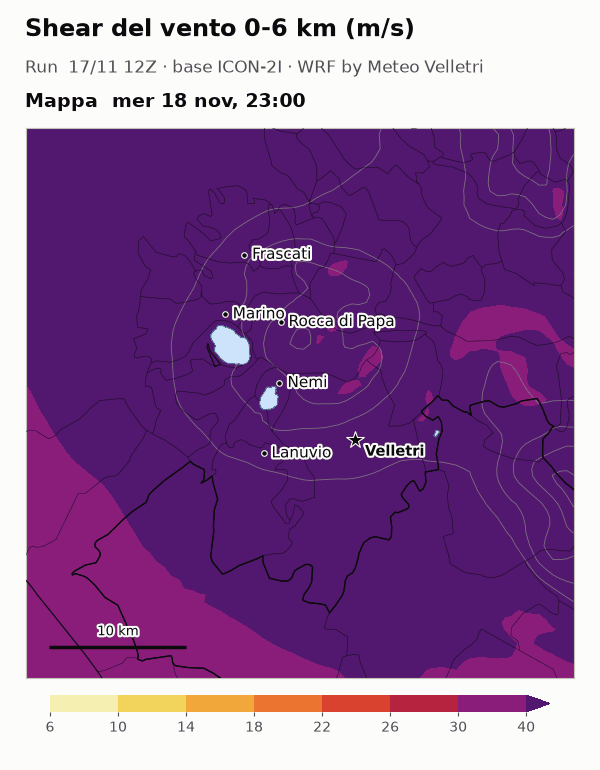 Shear del vento 0-6 km (m/s)
Run  17/11 12Z · base ICON-2I · WRF by Meteo Velletri
Mappa  mer 18 nov, 23:00
Frascati
Marino
Rocca di Papa
Nemi
Velletri
Lanuvio
10 km
6 10 14 18 22 26 30 40